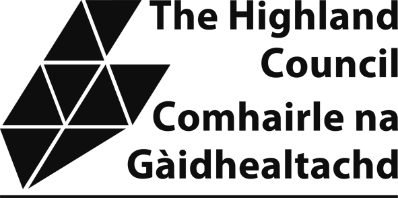 The Highland
Council
Comhairle na
Gàidhealtachd